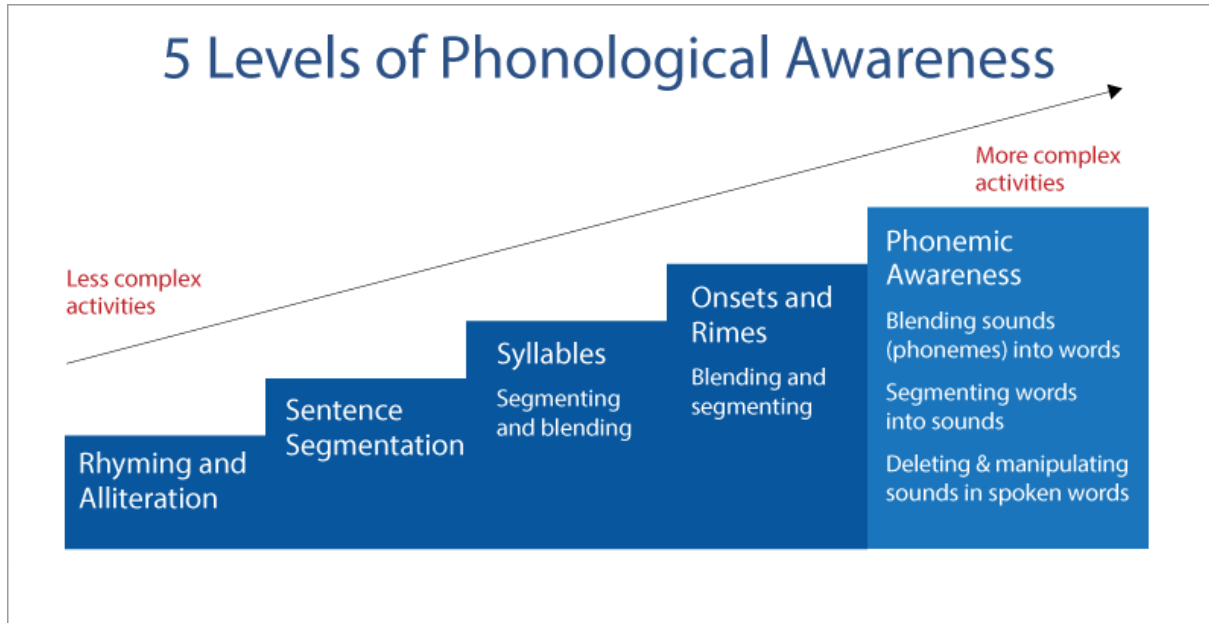 5 Levels of Phonological Awareness
Less complex
activities
More complex
activities
Rhyming and
Alliteration
Sentence
Segmentation
Syllables
Segmenting
and blending
Onsets and
Rimes
Blending and
segmenting
Phonemic
Awareness
Blending sounds
(phonemes) into words
Segmenting words
into sounds
Deleting & manipulating
sounds in spoken words